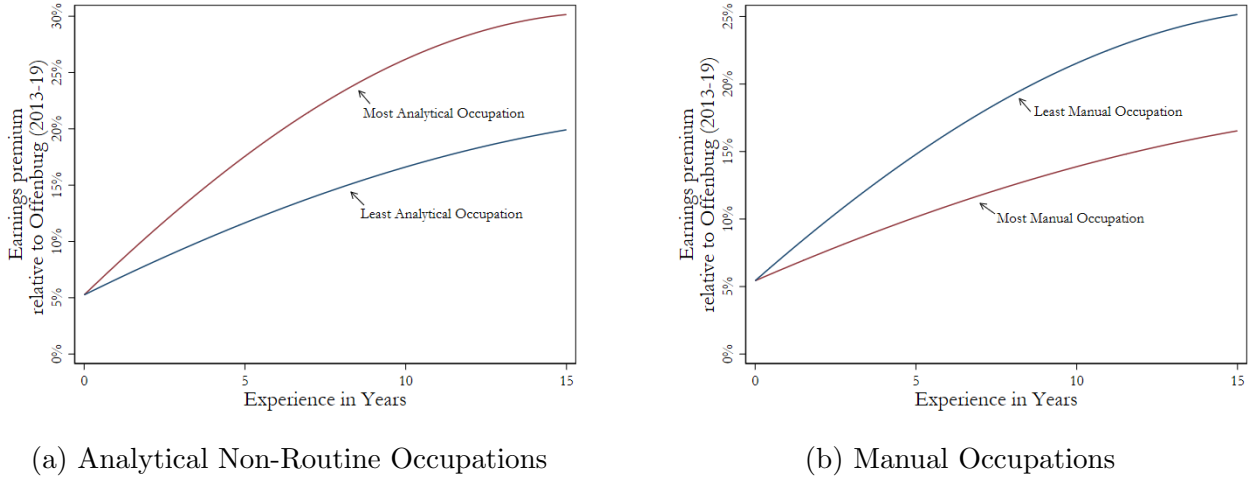 Earnings premium
relative to Offenburg (2013-19)
30%
25%
20%
15%
10%
5%
0%
Most Analytical Occupation
Least Analytical Occupation
0 5 10 15
Experience in Years
(a) Analytical Non-Routine Occupations
Earnings premium
relative to Offenburg (2013-19)
25%
20%
15%
10%
5%
0%
Least Manual Occupation
Most Manual Occupation
0 5 10 15
Experience in Years
(b) Manual Occupations